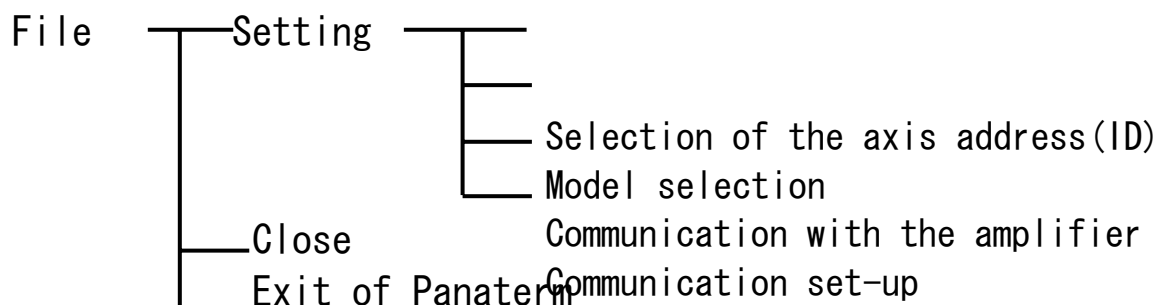 File Setting
Selection of the axis address(ID)
Model selection
Close Communication with the amplifier
Exit of Panaterm Communication set-up